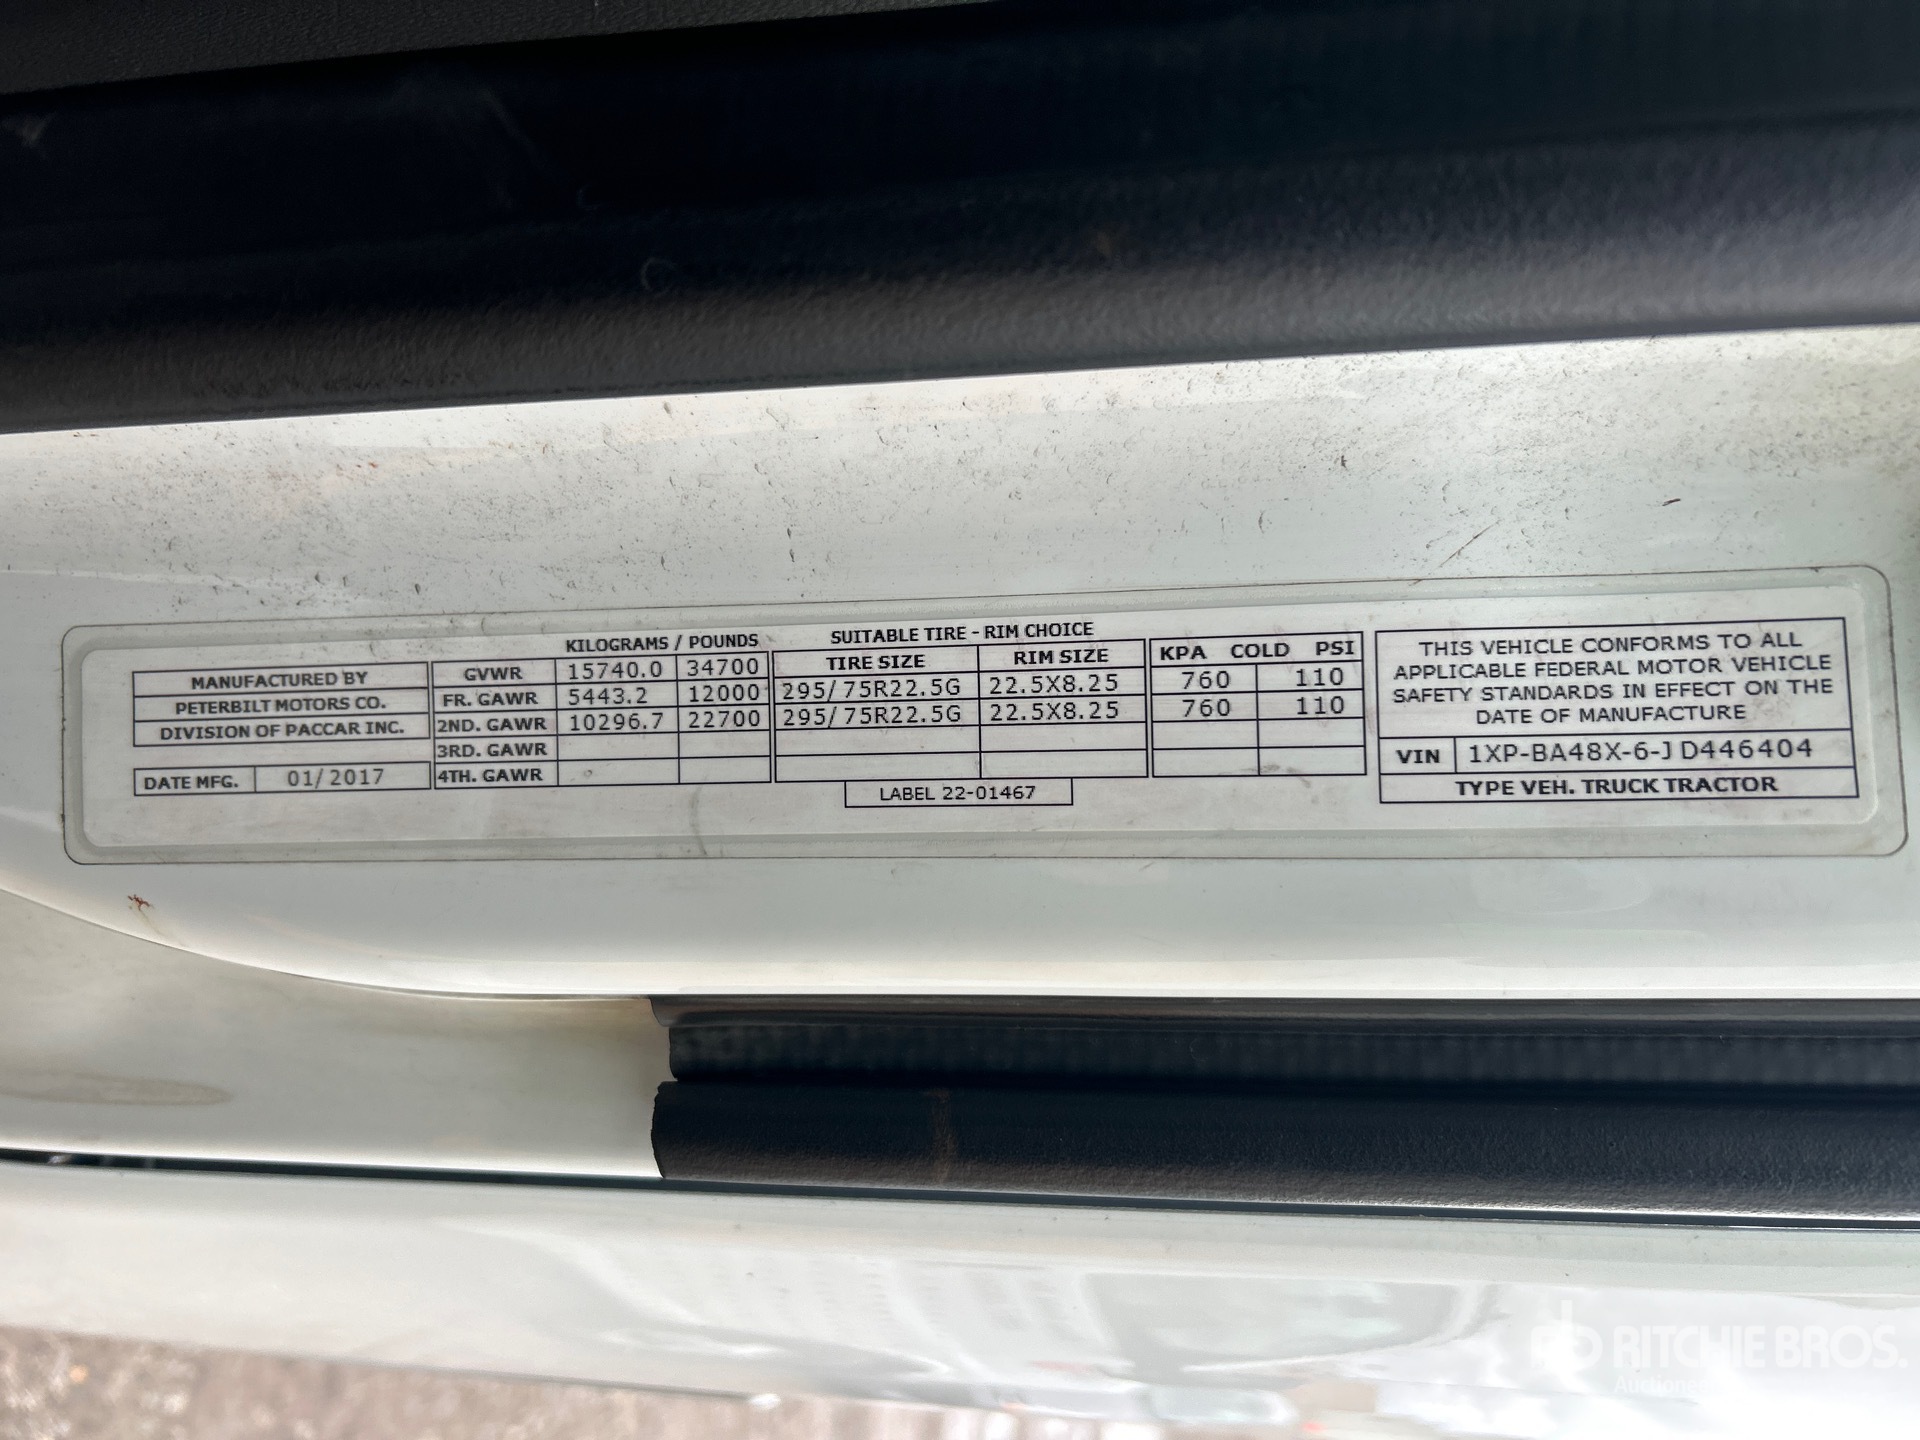 MANUFACTURED BY
PETERBILT MOTORS CO.
DIVISION OF PACCAR INC.
DATE MFG. 01/2017
KILOGRAMS / POUNDS
GVWR 15740.0 34700
FR. GAWR 5443.2 12000
2ND. GAWR 10296.7 22700
3RD. GAWR
4TH. GAWR
SUITABLE TIRE - RIM CHOICE
TIRE SIZE RIM SIZE
295/75R22.5G 22.5X8.25
295/75R22.5G 22.5X8.25
KPA COLD PSI
760 110
760 110
LABEL 22-01467
THIS VEHICLE CONFORMS TO ALL
APPLICABLE FEDERAL MOTOR VEHICLE
SAFETY STANDARDS IN EFFECT ON THE
DATE OF MANUFACTURE
VIN 1XP-BA48X-6-JD446404
TYPE VEH. TRUCK TRACTOR
rb RITCHIE BROS.